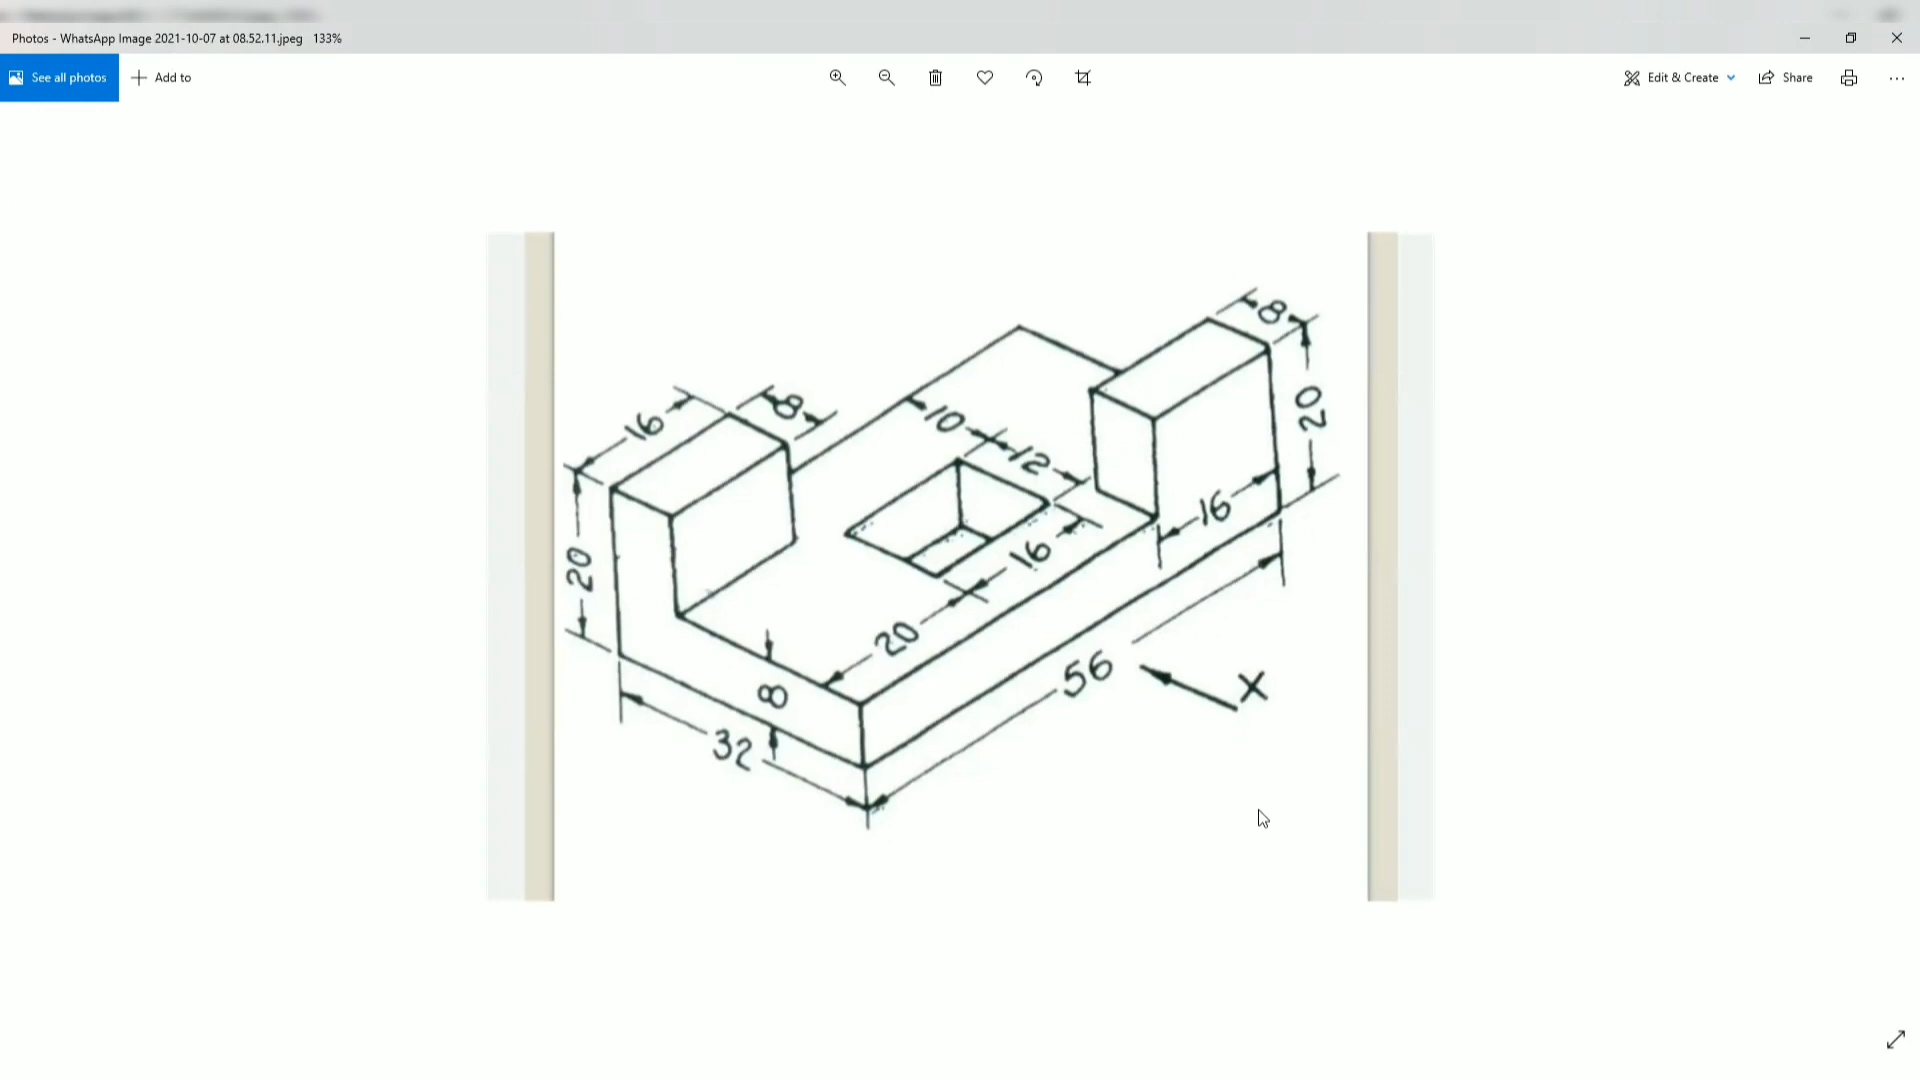 Photos - WhatsApp Image 2021-10-07 at 08.52.11.jpeg 133%
See all photos
Add to
Edit & Create
Share
8
20
16
8
10
12
16
16
20
20
8
32
56
X